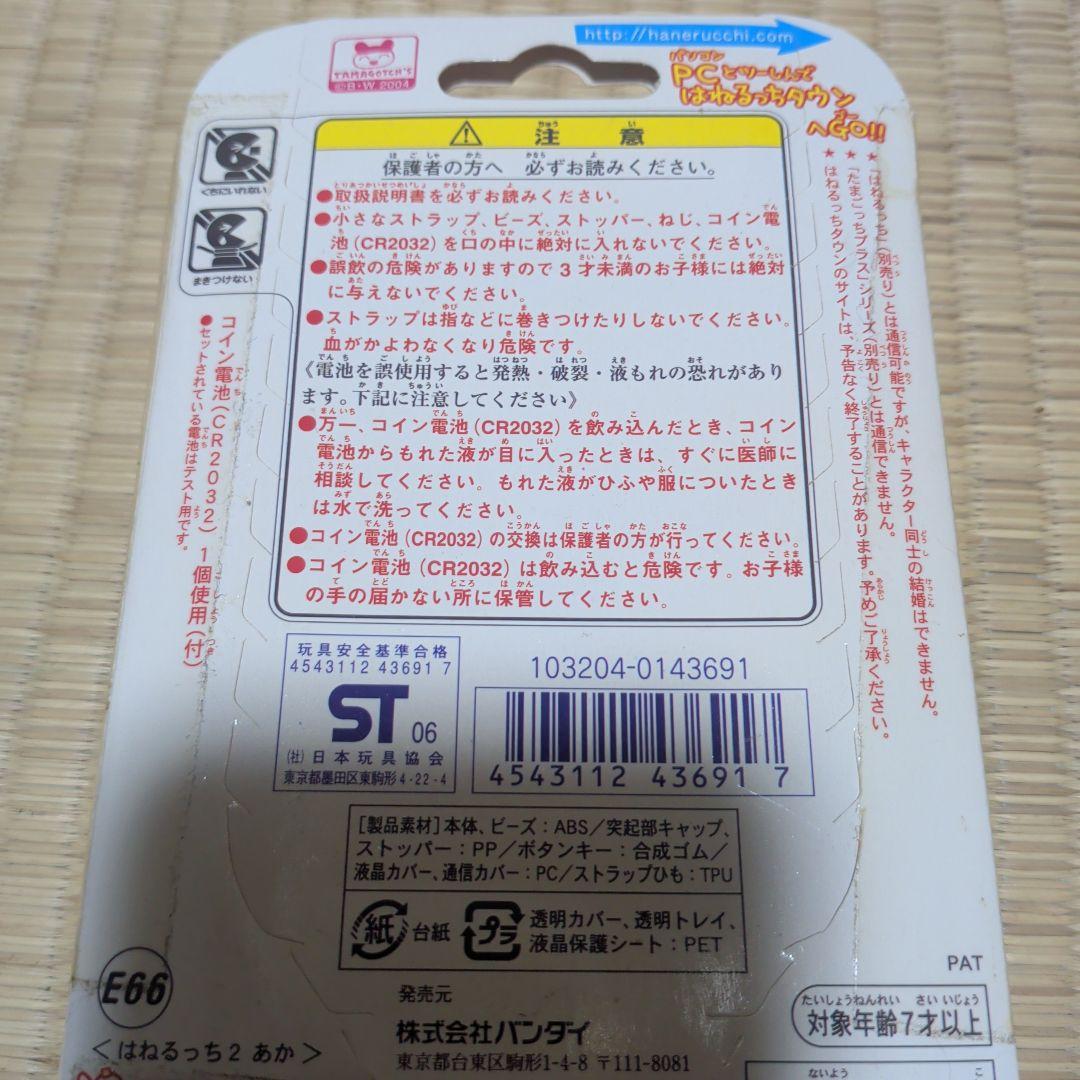 http://hanerucchi.com
TAMAGOTCH'S
©B・W 2004
パソコン
PCとツーしんで
はねるっちタウン
へGO!!
くちにいれない
まきつけない
注意
保護者の方へ 必ずお読みください。
●取扱説明書を必ずお読みください。
●小さなストラップ、ビーズ、ストッパー、ねじ、コイン電
池(CR2032)を口の中に絶対に入れないでください。
●誤飲の危険がありますので3才未満のお子様には絶対
に与えないでください。
●ストラップは指などに巻きつけたりしないでください。
血がかよわなくなり危険です。
《電池を誤使用すると発熱・破裂・液もれの恐れがあり
ます。下記に注意してください》
●万一、コイン電池(CR2032)を飲み込んだとき、コイン
電池からもれた液が目に入ったときは、すぐに医師に
相談してください。もれた液がひふや服についたとき
は水で洗ってください。
●コイン電池(CR2032)の交換は保護者の方が行ってください。
●コイン電池(CR2032)は飲み込むと危険です。お子様
の手の届かない所に保管してください。
★「はねるっち」(別売り)とは通信可能ですが、キャラクター同士の結婚はできません。
★「たまごっちプラス」シリーズ(別売り)とは通信できません。
★はねるっちタウンのサイトは、予告なく終了することがあります。予めご了承ください。
コイン電池(CR2032)1個使用(付)
●セットされている電池はテスト用です。
玩具安全基準合格
4543112 43691 7
ST 06
(社)日本玩具協会
東京都墨田区東駒形4-22-4
103204-0143691
4543112 436917
[製品素材]本体、ビーズ:ABS/突起部キャップ、
ストッパー:PP/ボタンキー:合成ゴム/
液晶カバー、通信カバー:PC/ストラップひも:TPU
紙 台紙
プラ 透明カバー、透明トレイ、
液晶保護シート:PET
E66
<はねるっち2 あか>
発売元
株式会社バンダイ
東京都台東区駒形1-4-8 〒111-8081
PAT
たいしょうねんれい さい いじょう
対象年齢7才以上
ないよう こ